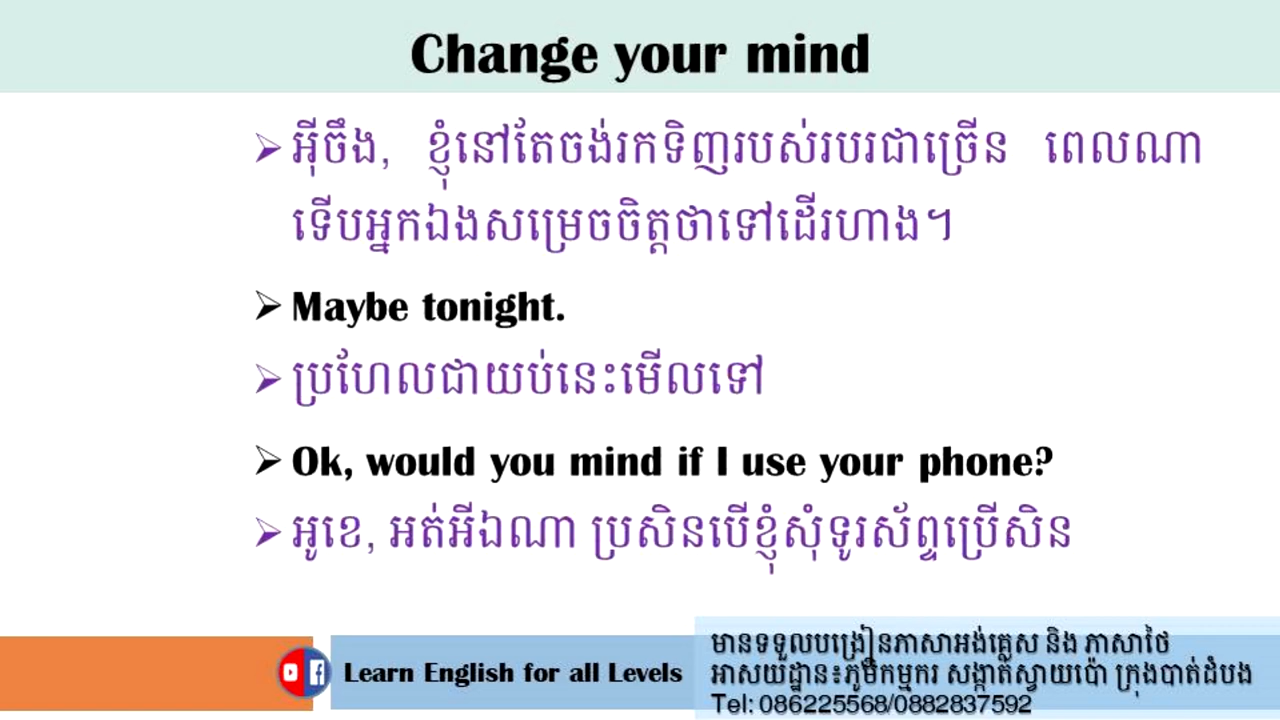 Change your mind
➢ អ៊ីចឹង, ខ្ញុំនៅតែចង់រកទិញរបស់របរជាច្រើន ពេលណា
ទើបអ្នកឯងសម្រេចចិត្តថាទៅដើរហាង។
➢ Maybe tonight.
➢ ប្រហែលជាយប់នេះមើលទៅ
➢ Ok, would you mind if I use your phone?
➢ អូខេ, អត់អីឯណា ប្រសិនបើខ្ញុំសុំទូរស័ព្ទប្រើសិន
Learn English for all Levels
មានទទួលបង្រៀនភាសាអង់គ្លេស និង ភាសាថៃ
អាសយដ្ឋាន៖ភូមិកម្មករ សង្កាត់ស្វាយប៉ោ ក្រុងបាត់ដំបង
Tel: 086225568/0882837592